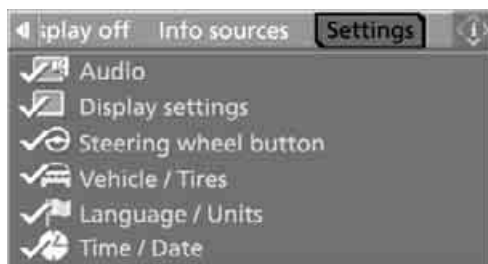 splay off Info sources Settings i
Audio
Display settings
Steering wheel button
Vehicle / Tires
Language / Units
Time / Date